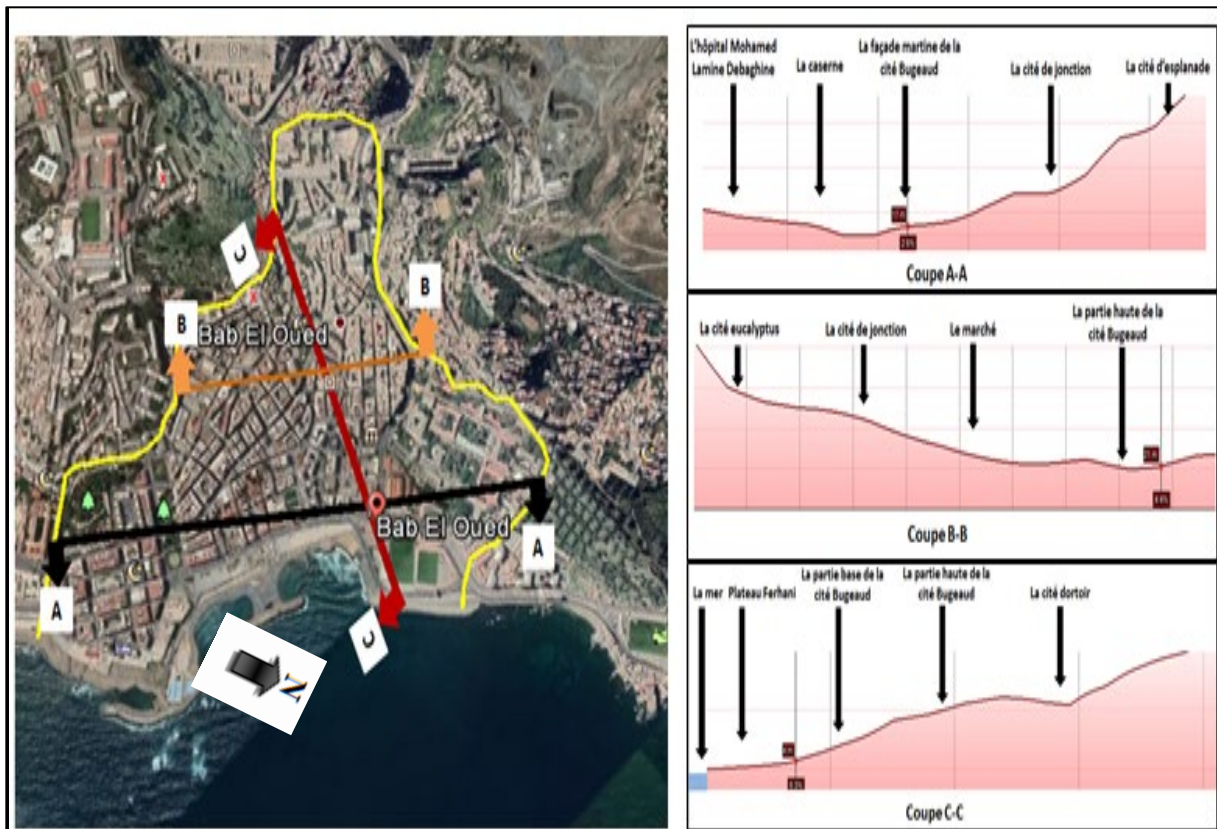 C
B
B
Bab El Oued
Bab El Oued
A
A
C
N
L'hôpital Mohamed
Lamine Debaghine
La caserne
La façade martine de la
cité Bugeaud
La cité de jonction
La cité d'esplanade
Coupe A-A
La cité eucalyptus
La cité de jonction
Le marché
La partie haute de la
cité Bugeaud
Coupe B-B
La mer
Plateau Ferhani
La partie base de la
cité Bugeaud
La partie haute de la
cité Bugeaud
La cité dortoir
Coupe C-C